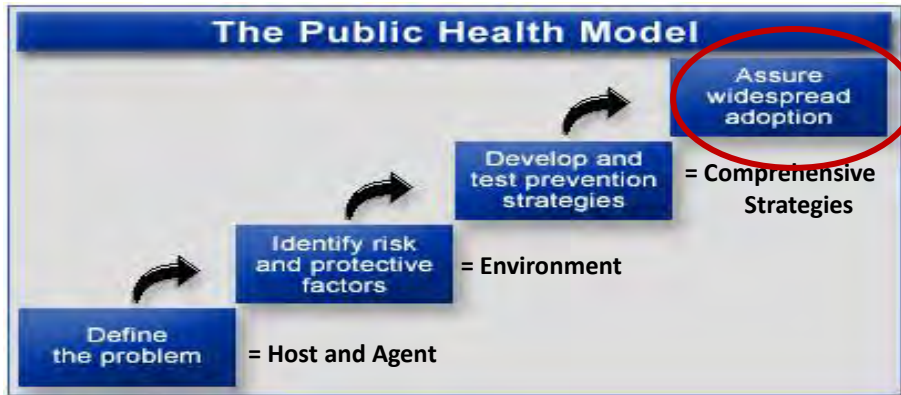 The Public Health Model
Assure
widespread
adoption
Develop and
test prevention
strategies
= Comprehensive
Strategies
Identify risk
and protective
factors
= Environment
Define
the problem
= Host and Agent